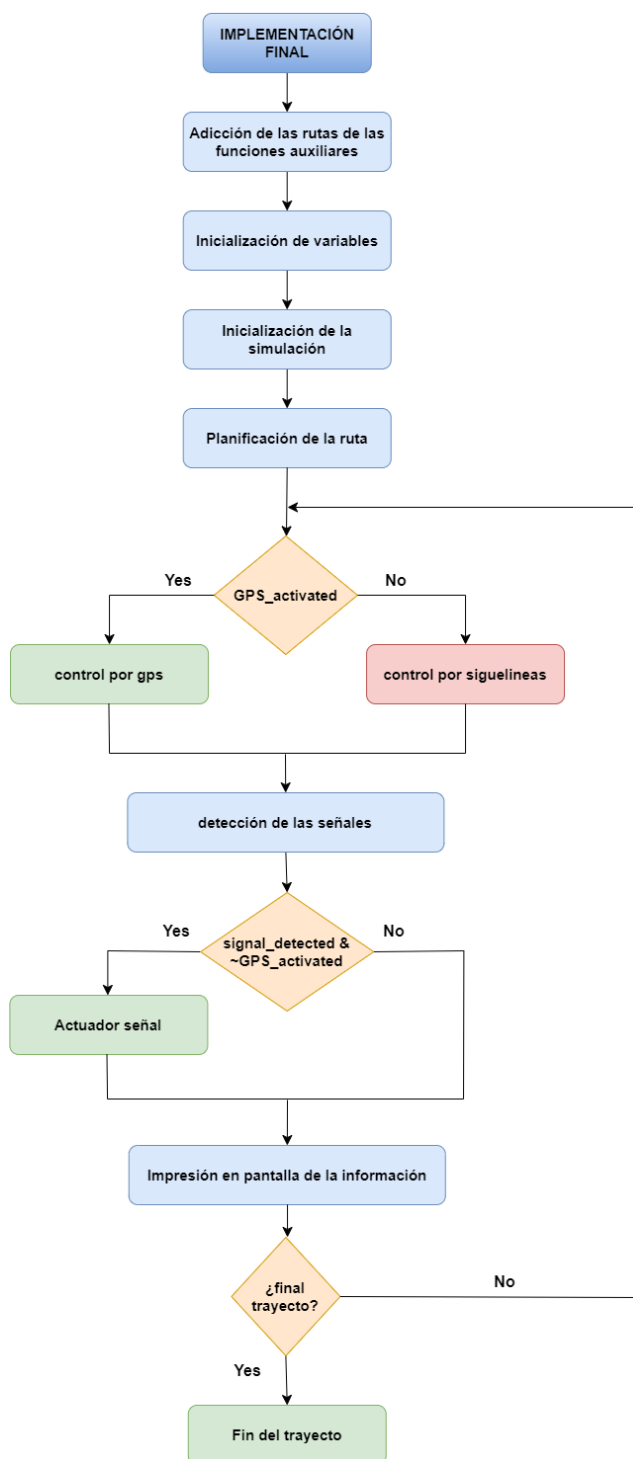 IMPLEMENTACIÓN
FINAL
Adicción de las rutas de las
funciones auxiliares
Inicialización de variables
Inicialización de la
simulación
Planificación de la ruta
Yes
GPS_activated
No
control por gps
control por siguelineas
detección de las señales
Yes
signal_detected &
~GPS_activated
No
Actuador señal
Impresión en pantalla de la información
¿final
trayecto?
No
Yes
Fin del trayecto